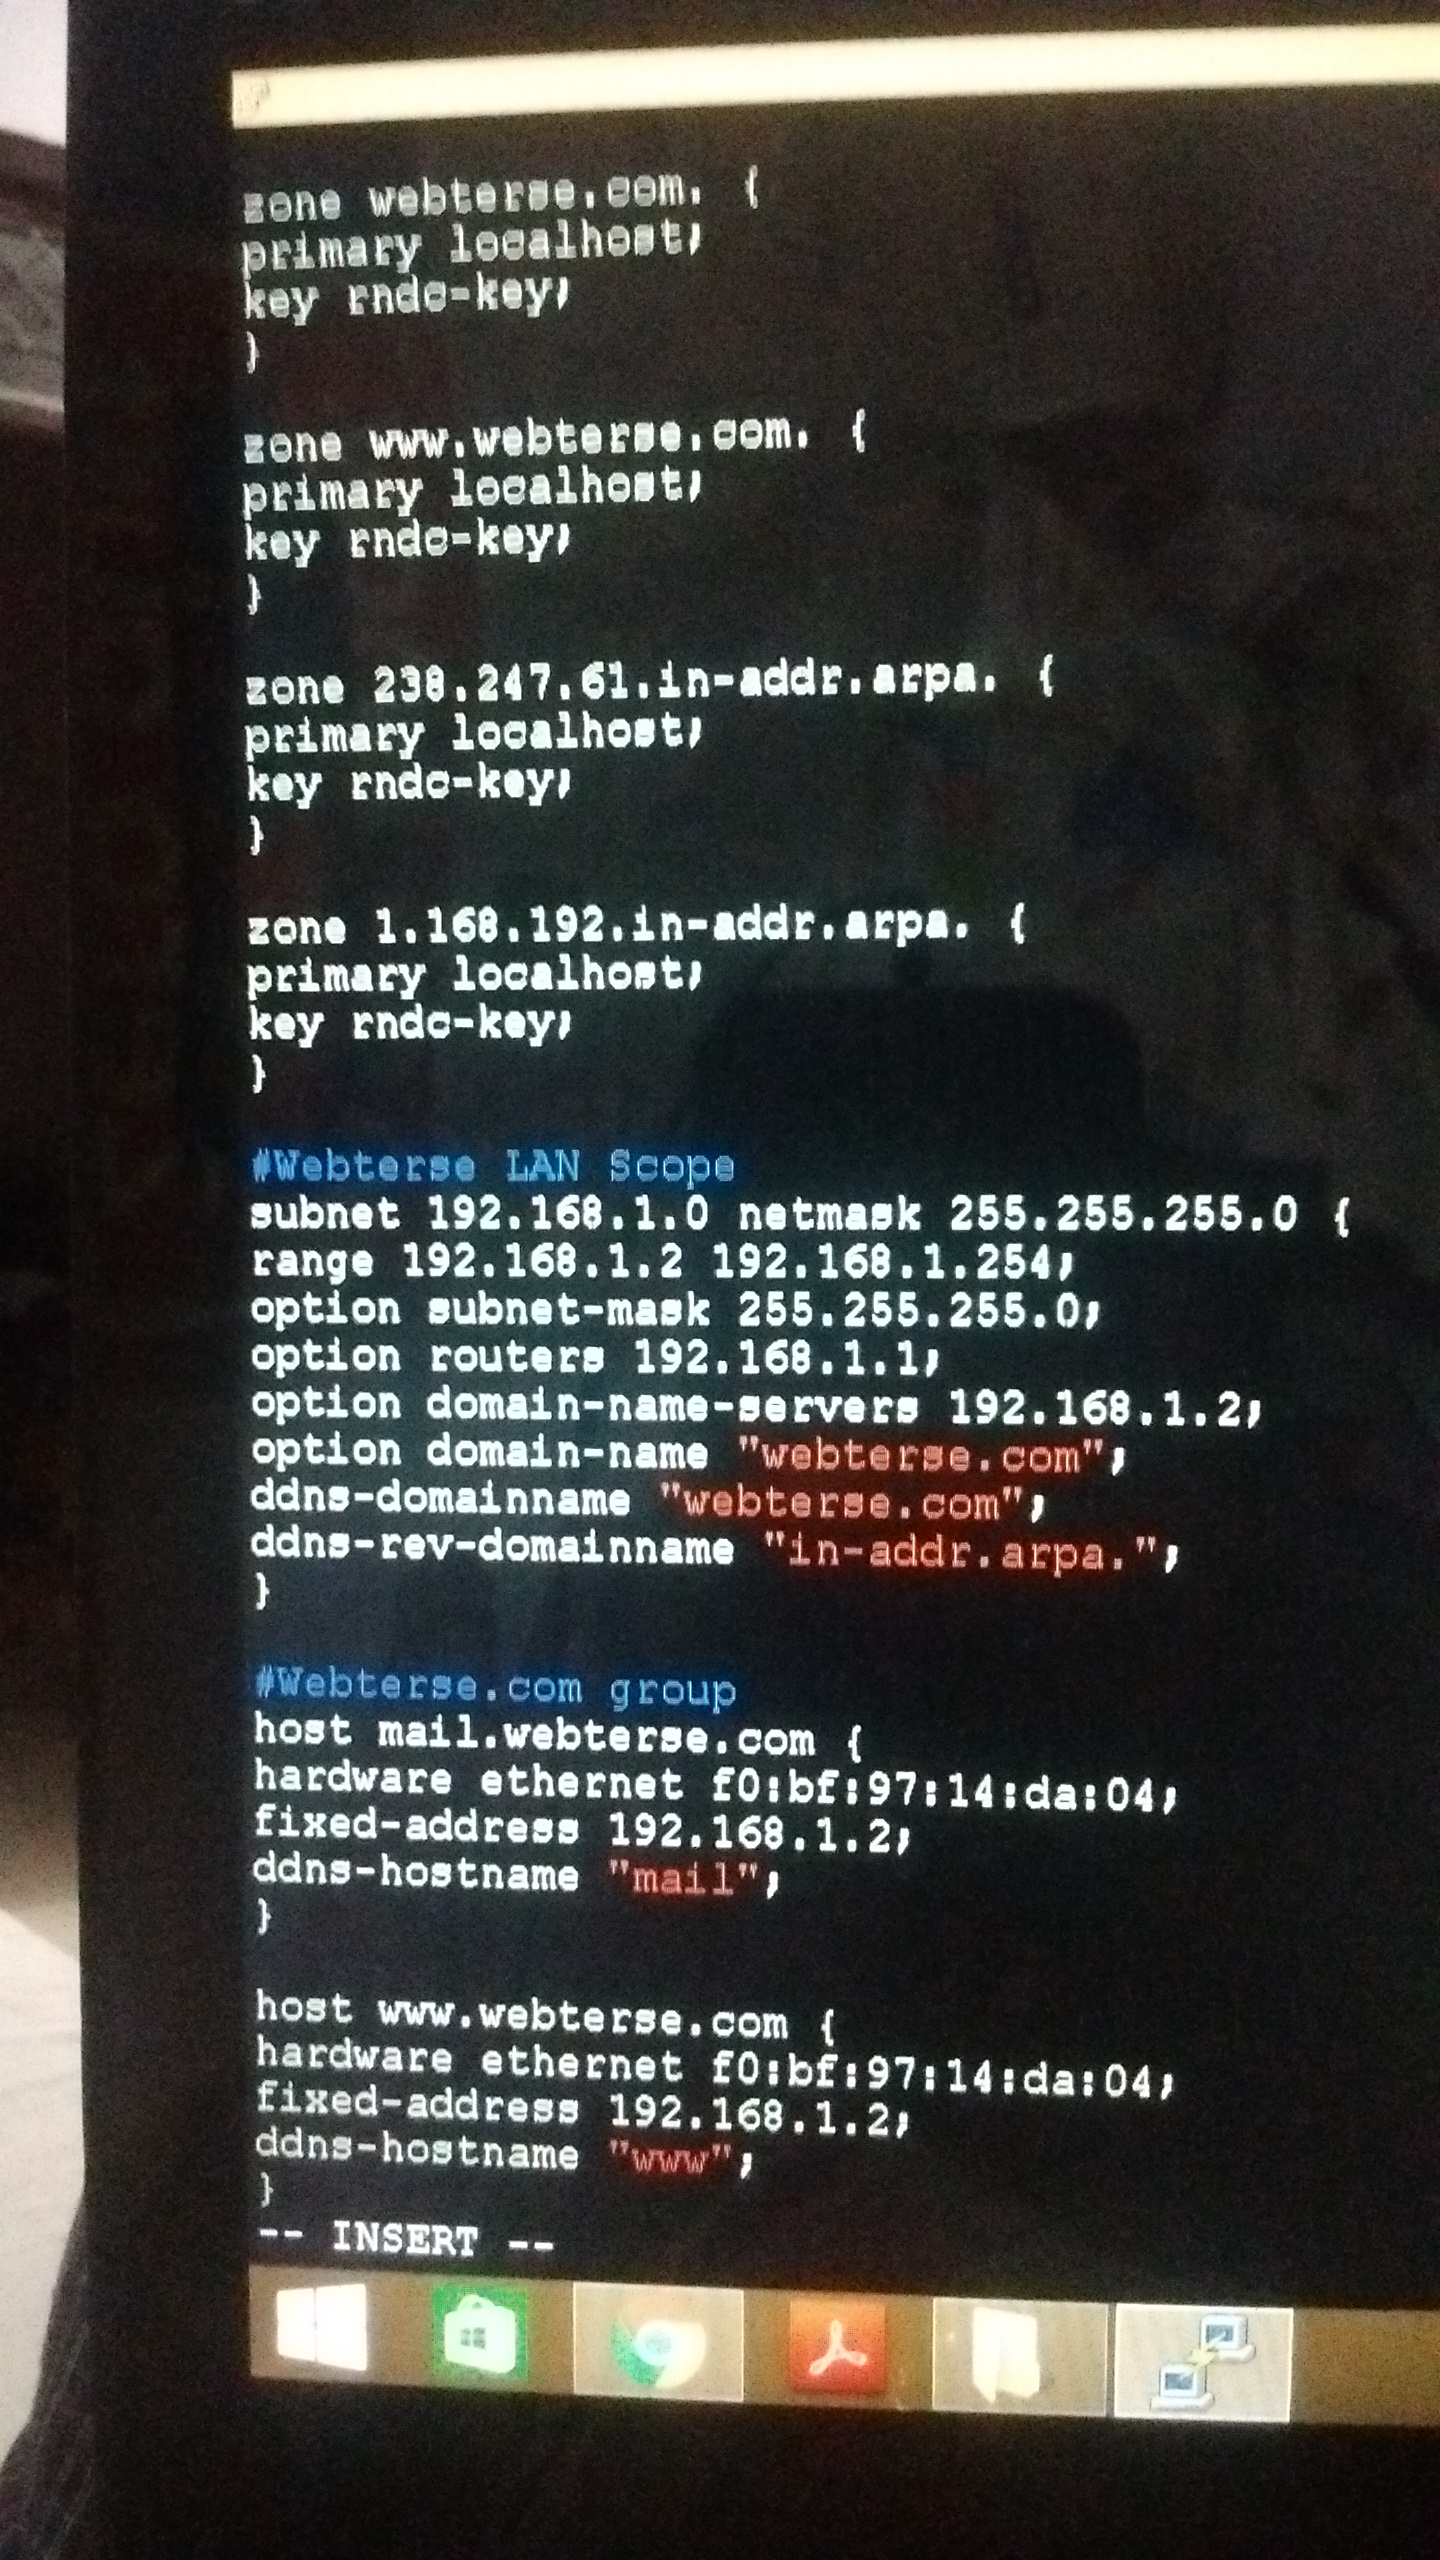 zone webterse.com. {
primary localhost;
key rndc-key;
}
zone www.webterse.com. {
primary localhost;
key rndc-key;
}
zone 238.247.61.in-addr.arpa. {
primary localhost;
key rndc-key;
}
zone 1.168.192.in-addr.arpa. {
primary localhost;
key rndc-key;
}
#Webterse LAN Scope
subnet 192.168.1.0 netmask 255.255.255.0 {
range 192.168.1.2 192.168.1.254;
option subnet-mask 255.255.255.0;
option routers 192.168.1.1;
option domain-name-servers 192.168.1.2;
option domain-name "webterse.com";
ddns-domainname "webterse.com";
ddns-rev-domainname "in-addr.arpa.";
}
#Webterse.com group
host mail.webterse.com {
hardware ethernet f0:bf:97:14:da:04;
fixed-address 192.168.1.2;
ddns-hostname "mail";
}
host www.webterse.com {
hardware ethernet f0:bf:97:14:da:04;
fixed-address 192.168.1.2;
ddns-hostname "www";
}
-- INSERT --